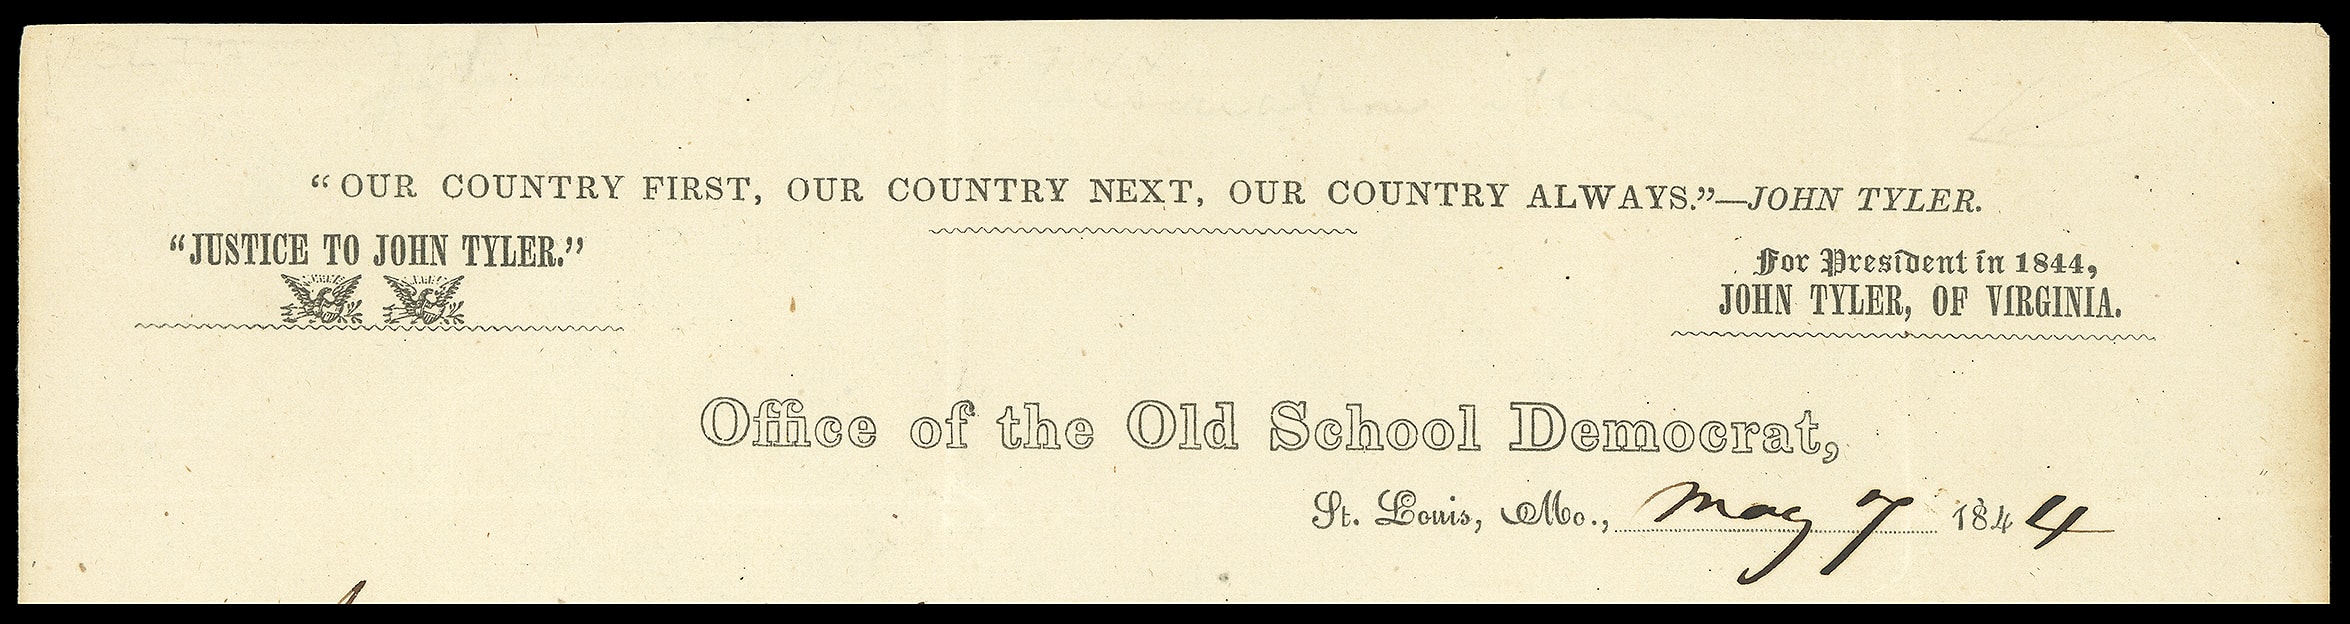 “OUR COUNTRY FIRST, OUR COUNTRY NEXT, OUR COUNTRY ALWAYS.”—JOHN TYLER.
“JUSTICE TO JOHN TYLER.”
For President in 1844,
JOHN TYLER, OF VIRGINIA.
Office of the Old School Democrat,
St. Louis, Mo., May 7 1844